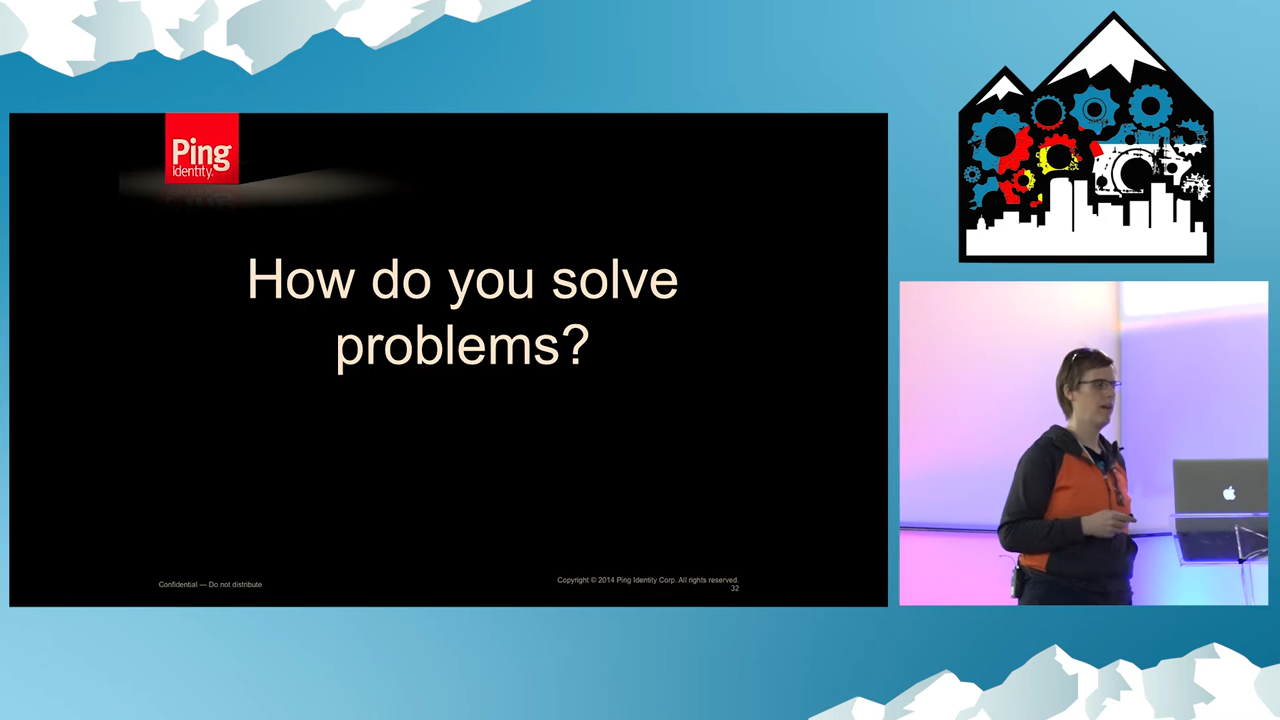 Ping
Identity.
How do you solve
problems?
Confidential — Do not distribute
Copyright © 2014 Ping Identity Corp. All rights reserved.
32